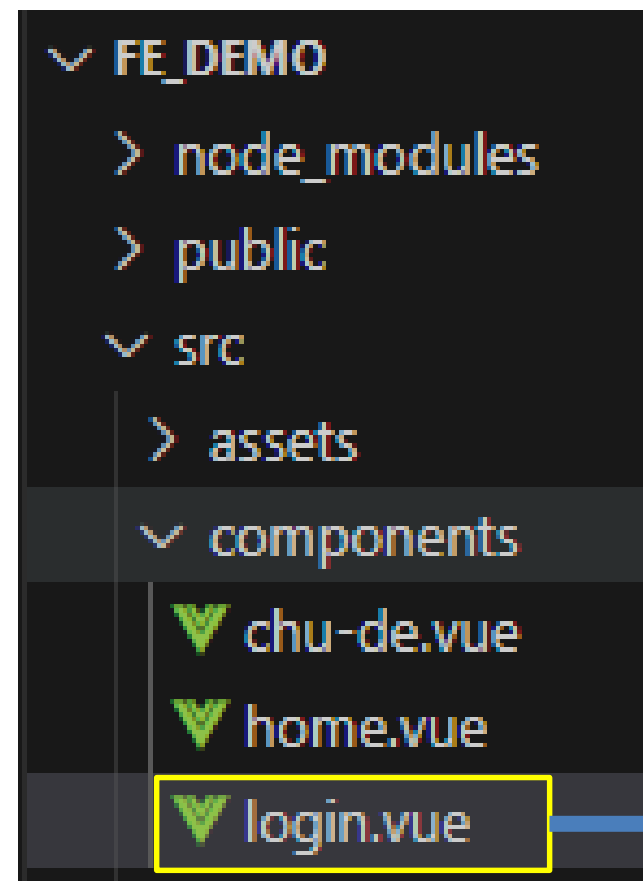 FE_DEMO
node_modules
public
src
assets
components
chu-de.vue
home.vue
login.vue